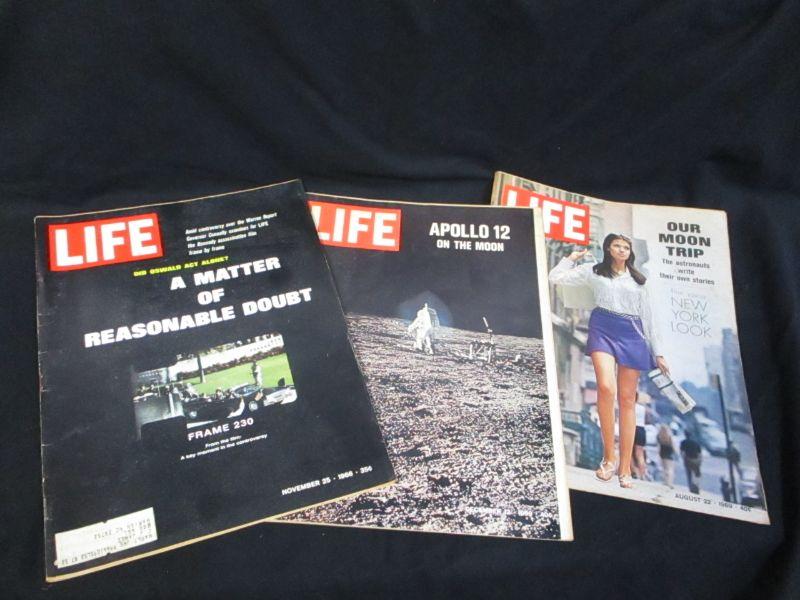 LIFE
Amid controversy over the Warren Report
Governor Connally examines for LIFE
the Kennedy assassination film
frame by frame
DID OSWALD ACT ALONE?
A MATTER
OF
REASONABLE DOUBT
FRAME 230
From the film:
A key moment in the controversy
NOVEMBER 25 · 1966 · 35¢
LIFE
APOLLO 12
ON THE MOON
DECEMBER 12
LIFE
OUR
MOON
TRIP
The astronauts
write
their own stories
NEW
YORK
LOOK
AUGUST 22 · 1969 · 40¢